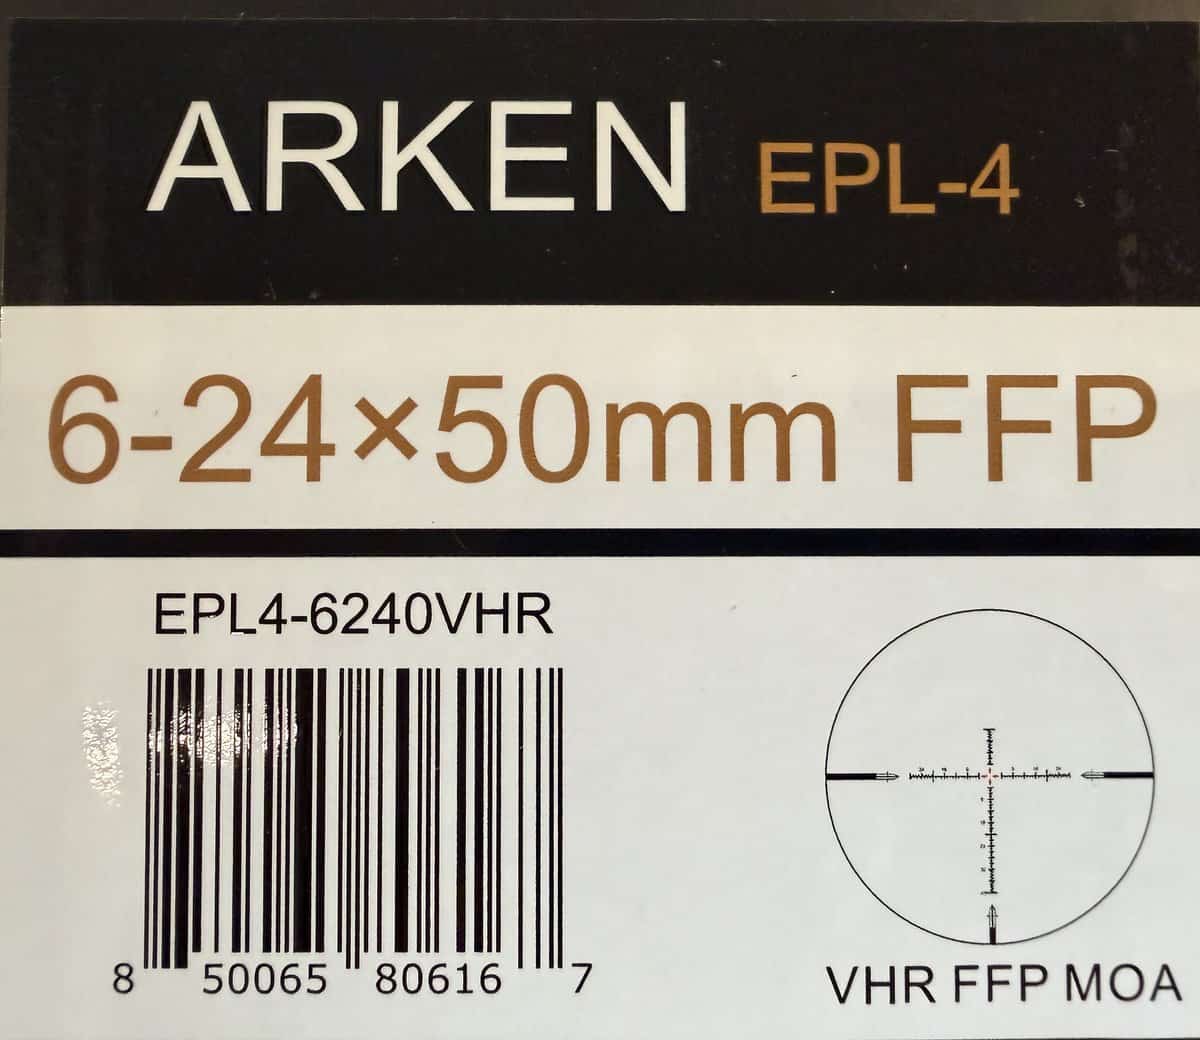 ARKEN EPL-4
6-24×50mm FFP
EPL4-6240VHR
8 50065 80616 7
VHR FFP MOA